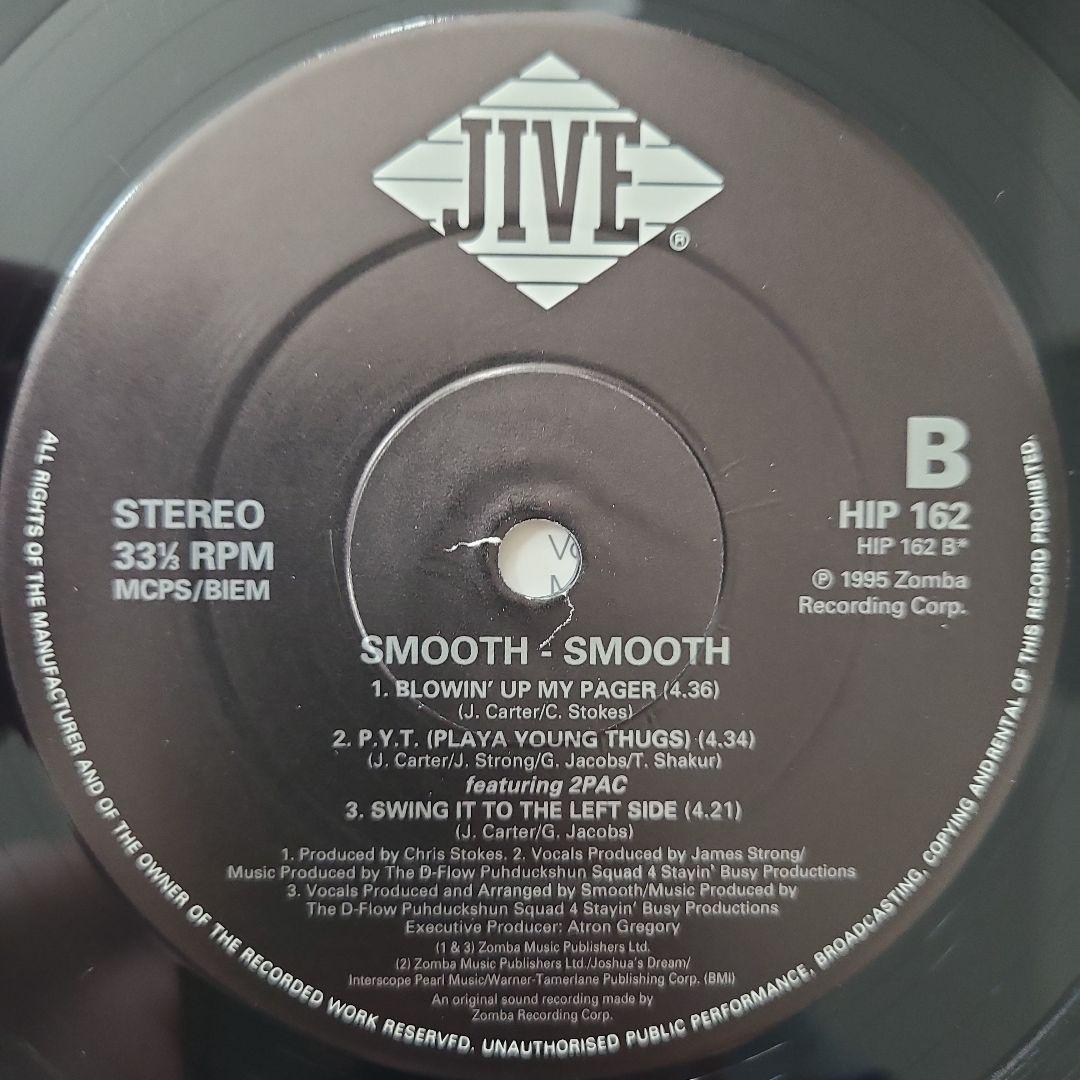 JIVE
®
B
STEREO
33⅓ RPM
MCPS/BIEM
HIP 162
HIP 162 B*
℗ 1995 Zomba
Recording Corp.
SMOOTH - SMOOTH
1. BLOWIN' UP MY PAGER (4.36)
(J. Carter/C. Stokes)
2. P.Y.T. (PLAYA YOUNG THUGS) (4.34)
(J. Carter/J. Strong/G. Jacobs/T. Shakur)
featuring 2PAC
3. SWING IT TO THE LEFT SIDE (4.21)
(J. Carter/G. Jacobs)
1. Produced by Chris Stokes. 2. Vocals Produced by James Strong/
Music Produced by The D-Flow Puhduckshun Squad 4 Stayin' Busy Productions
3. Vocals Produced and Arranged by Smooth/Music Produced by
The D-Flow Puhduckshun Squad 4 Stayin' Busy Productions
Executive Producer: Atron Gregory
(1 & 3) Zomba Music Publishers Ltd.
(2) Zomba Music Publishers Ltd./Joshua's Dream/
Interscope Pearl Music/Warner-Tamerlane Publishing Corp. (BMI)
An original sound recording made by
Zomba Recording Corp.
ALL RIGHTS OF THE MANUFACTURER AND OF THE OWNER OF THE RECORDED WORK RESERVED. UNAUTHORISED PUBLIC PERFORMANCE, BROADCASTING, COPYING AND RENTAL OF THIS RECORD PROHIBITED.